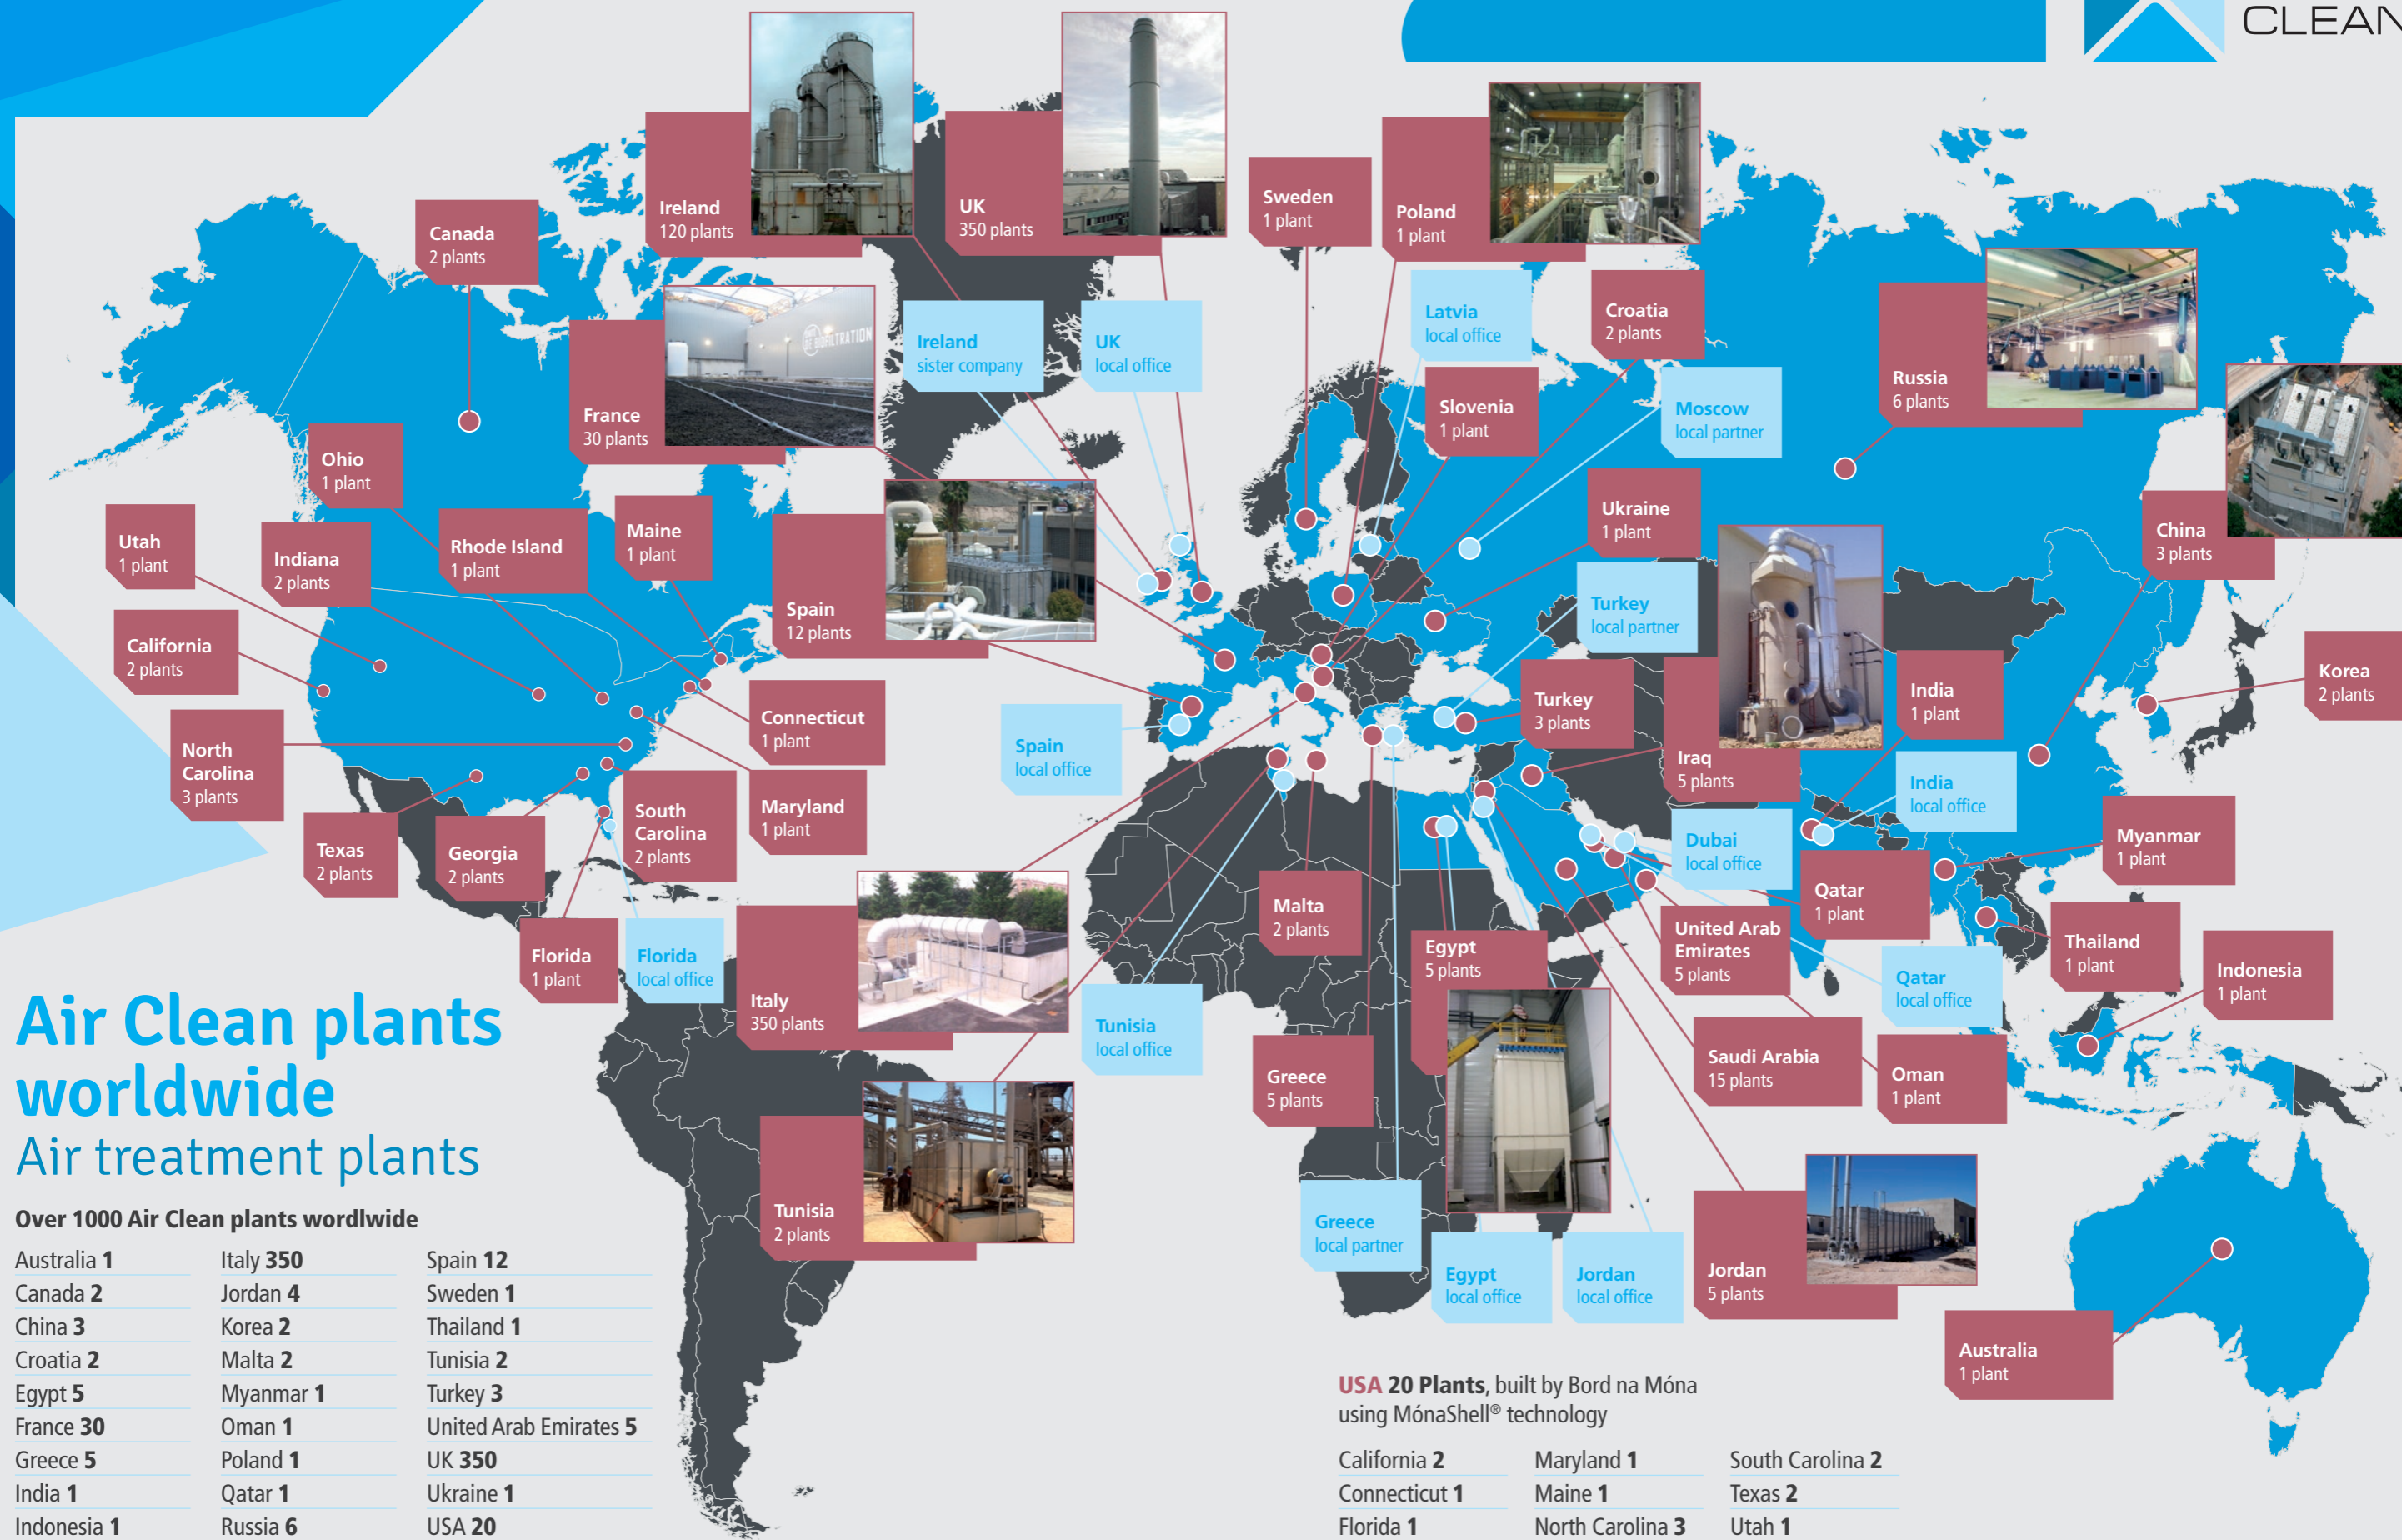 CLEAN
Ireland
120 plants
UK
350 plants
Sweden
1 plant
Poland
1 plant
Canada
2 plants
France
30 plants
DE BIOFILTRATION
Ireland
sister company
UK
local office
Latvia
local office
Croatia
2 plants
Slovenia
1 plant
Moscow
local partner
Russia
6 plants
Ohio
1 plant
Utah
1 plant
Indiana
2 plants
Rhode Island
1 plant
Maine
1 plant
Spain
12 plants
Ukraine
1 plant
China
3 plants
Turkey
local partner
California
2 plants
Connecticut
1 plant
Spain
local office
Turkey
3 plants
Iraq
5 plants
India
1 plant
Korea
2 plants
North
Carolina
3 plants
Texas
2 plants
Georgia
2 plants
South
Carolina
2 plants
Maryland
1 plant
India
local office
Dubai
local office
Myanmar
1 plant
Qatar
1 plant
Malta
2 plants
Egypt
5 plants
United Arab
Emirates
5 plants
Thailand
1 plant
Qatar
local office
Indonesia
1 plant
Florida
1 plant
Florida
local office
Italy
350 plants
Tunisia
local office
Greece
5 plants
Saudi Arabia
15 plants
Oman
1 plant
Tunisia
2 plants
Greece
local partner
Egypt
local office
Jordan
local office
Jordan
5 plants
Australia
1 plant
Air Clean plants
worldwide
Air treatment plants
Over 1000 Air Clean plants wordlwide
Australia 1
Canada 2
China 3
Croatia 2
Egypt 5
France 30
Greece 5
India 1
Indonesia 1
Italy 350
Jordan 4
Korea 2
Malta 2
Myanmar 1
Oman 1
Poland 1
Qatar 1
Russia 6
Spain 12
Sweden 1
Thailand 1
Tunisia 2
Turkey 3
United Arab Emirates 5
UK 350
Ukraine 1
USA 20
USA 20 Plants, built by Bord na Móna
using MónaShell® technology
California 2
Connecticut 1
Florida 1
Maryland 1
Maine 1
North Carolina 3
South Carolina 2
Texas 2
Utah 1